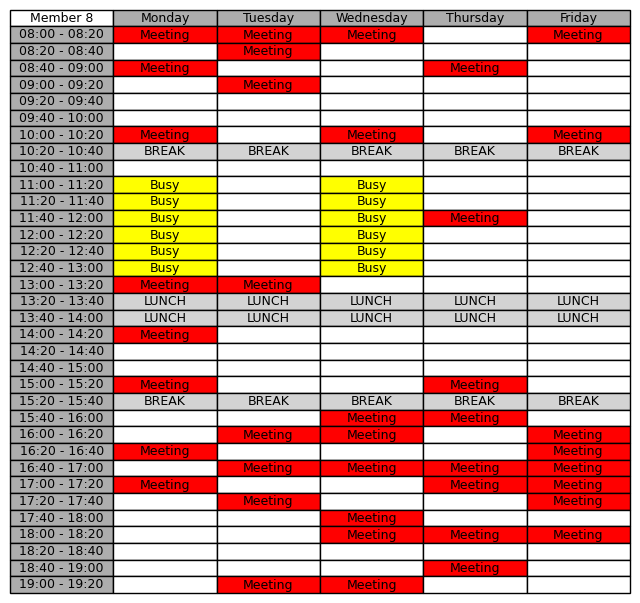 Member 8 Monday Tuesday Wednesday Thursday Friday
08:00 - 08:20 Meeting Meeting Meeting Meeting
08:20 - 08:40 Meeting
08:40 - 09:00 Meeting Meeting
09:00 - 09:20 Meeting
09:20 - 09:40
09:40 - 10:00
10:00 - 10:20 Meeting Meeting Meeting
10:20 - 10:40 BREAK BREAK BREAK BREAK BREAK
10:40 - 11:00
11:00 - 11:20 Busy Busy
11:20 - 11:40 Busy Busy
11:40 - 12:00 Busy Busy Meeting
12:00 - 12:20 Busy Busy
12:20 - 12:40 Busy Busy
12:40 - 13:00 Busy Busy
13:00 - 13:20 Meeting Meeting
13:20 - 13:40 LUNCH LUNCH LUNCH LUNCH LUNCH
13:40 - 14:00 LUNCH LUNCH LUNCH LUNCH LUNCH
14:00 - 14:20 Meeting
14:20 - 14:40
14:40 - 15:00
15:00 - 15:20 Meeting Meeting
15:20 - 15:40 BREAK BREAK BREAK BREAK BREAK
15:40 - 16:00 Meeting Meeting
16:00 - 16:20 Meeting Meeting Meeting
16:20 - 16:40 Meeting Meeting
16:40 - 17:00 Meeting Meeting Meeting Meeting
17:00 - 17:20 Meeting Meeting Meeting
17:20 - 17:40 Meeting Meeting
17:40 - 18:00 Meeting
18:00 - 18:20 Meeting Meeting Meeting
18:20 - 18:40
18:40 - 19:00 Meeting
19:00 - 19:20 Meeting Meeting